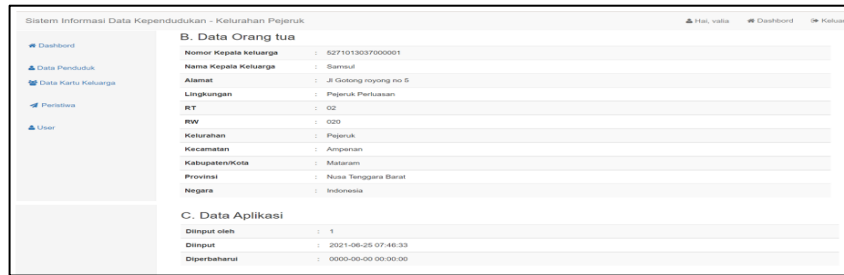 Sistem Informasi Data Kependudukan - Kelurahan Pejeruk Hai, valia Dashbord Keluar
Dashbord
Data Penduduk
Data Kartu Keluarga
Peristiwa
User
B. Data Orang tua
Nomor Kepala keluarga : 5271013037000001
Nama Kepala Keluarga : Samsul
Alamat : Jl Gotong royong no 5
Lingkungan : Pejeruk Perluasan
RT : 02
RW : 020
Kelurahan : Pejeruk
Kecamatan : Ampenan
Kabupaten/Kota : Mataram
Provinsi : Nusa Tenggara Barat
Negara : Indonesia
C. Data Aplikasi
Diinput oleh : 1
Diinput : 2021-06-25 07:46:33
Diperbaharui : 0000-00-00 00:00:00